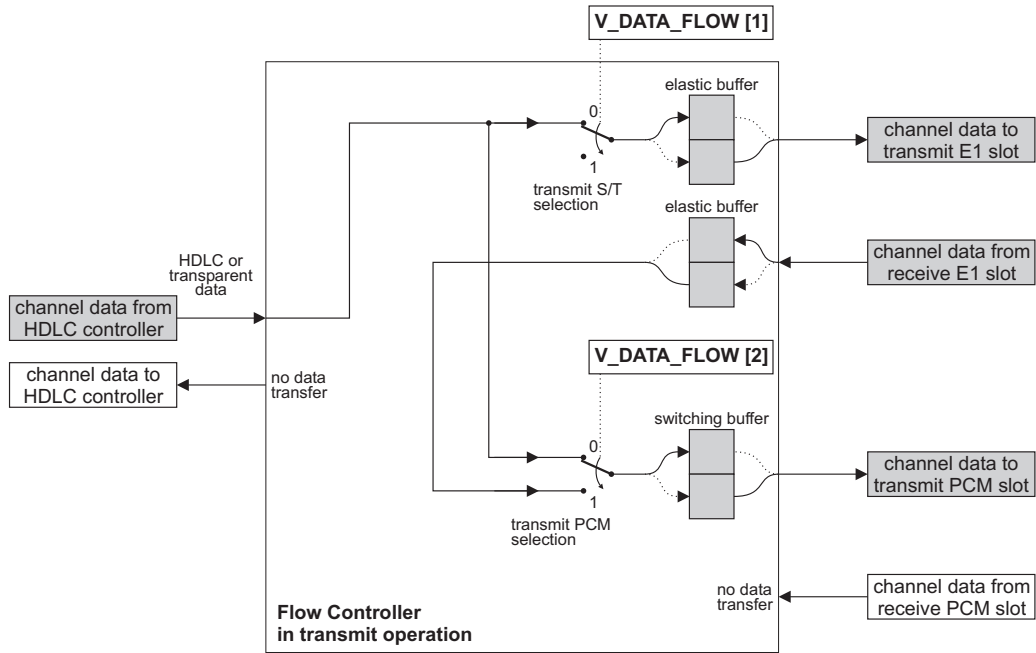 V_DATA_FLOW [1]
elastic buffer
0
1
transmit S/T
selection
channel data to
transmit E1 slot
elastic buffer
channel data from
receive E1 slot
HDLC or
transparent
data
channel data from
HDLC controller
channel data to
HDLC controller
no data
transfer
V_DATA_FLOW [2]
switching buffer
0
1
transmit PCM
selection
channel data to
transmit PCM slot
no data
transfer
channel data from
receive PCM slot
Flow Controller
in transmit operation